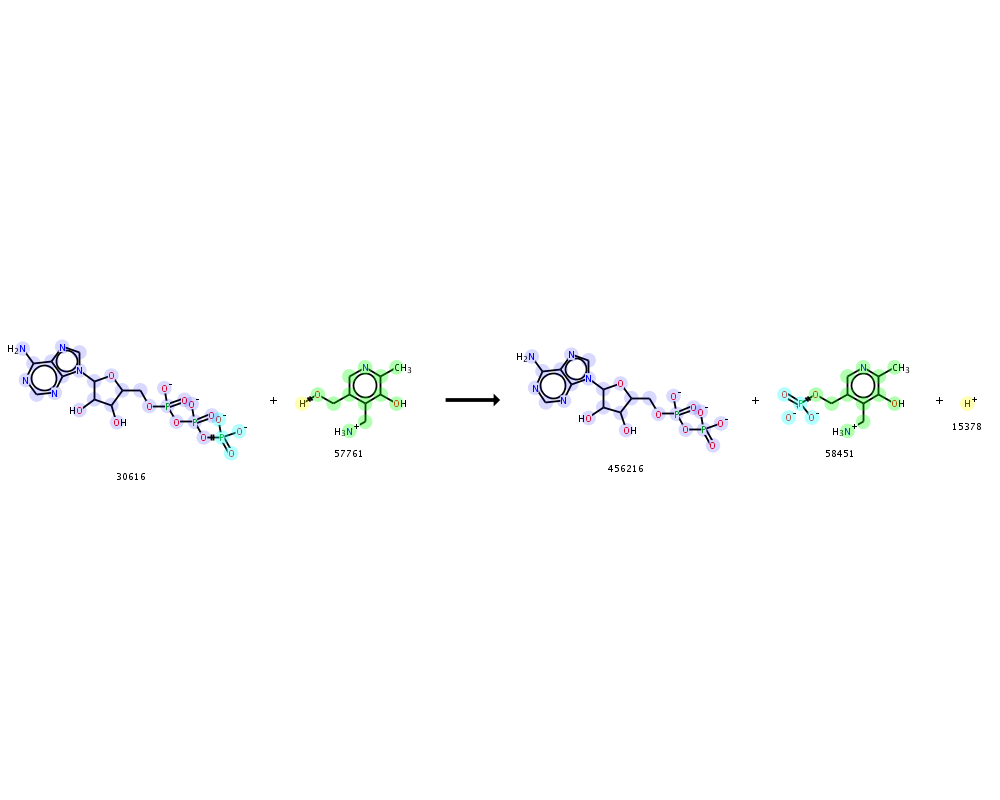 H2N N N N N O HO OH O P O- O O P O- O O P O- O- O
30616
+
H O N CH3 OH H3N+
57761
H2N N N N N O HO OH O P O- O O P O- O- O
456216
+
O P O- O- O N CH3 OH H3N+
58451
+
H+
15378